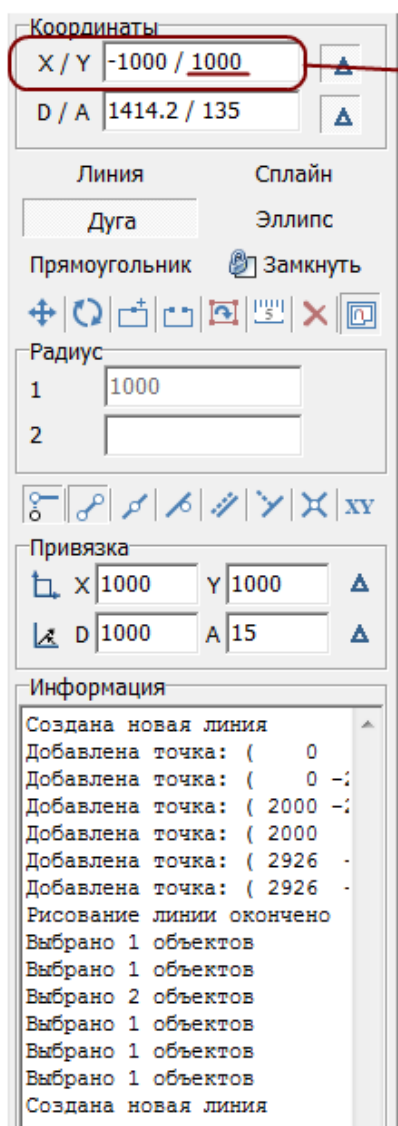 Координаты
X / Y -1000 / 1000
D / A 1414.2 / 135
Линия Сплайн
Дуга Эллипс
Прямоугольник Замкнуть
5
Радиус
1 1000
2
XY
Привязка
X 1000 Y 1000
D 1000 A 15
Информация
Создана новая линия
Добавлена точка: ( 0
Добавлена точка: ( 0 -2
Добавлена точка: ( 2000 -2
Добавлена точка: ( 2000
Добавлена точка: ( 2926 -
Добавлена точка: ( 2926 -
Рисование линии окончено
Выбрано 1 объектов
Выбрано 1 объектов
Выбрано 2 объектов
Выбрано 1 объектов
Выбрано 1 объектов
Выбрано 1 объектов
Создана новая линия